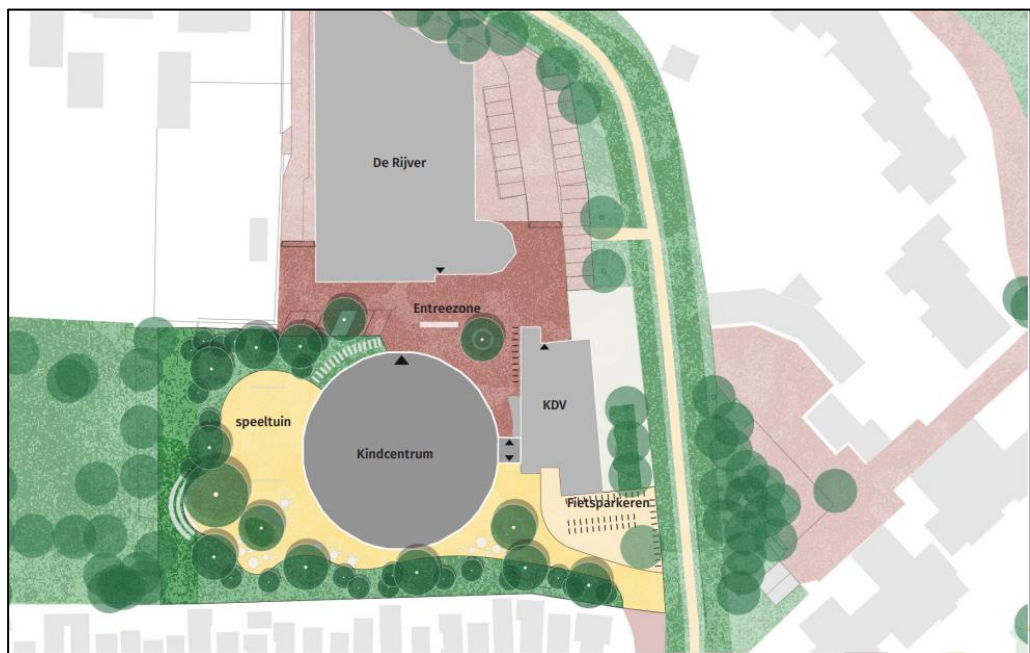 De Rijver
Entreezone
speeltuin
KDV
Kindcentrum
Fietsparkeren